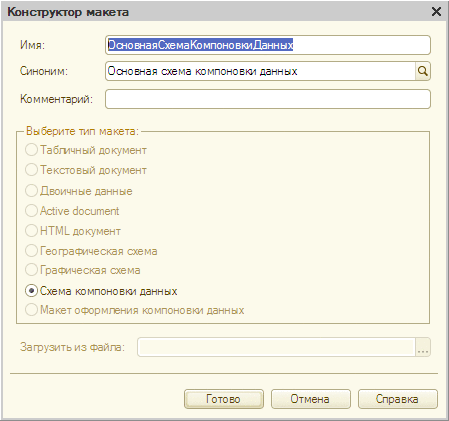 Конструктор макета
Имя: ОсновнаяСхемаКомпоновкиДанных
Синоним: Основная схема компоновки данных
Комментарий:
Выберите тип макета:
Табличный документ
Текстовый документ
Двоичные данные
Active document
HTML документ
Географическая схема
Графическая схема
Схема компоновки данных
Макет оформления компоновки данных
Загрузить из файла: ...
Готово Отмена Справка